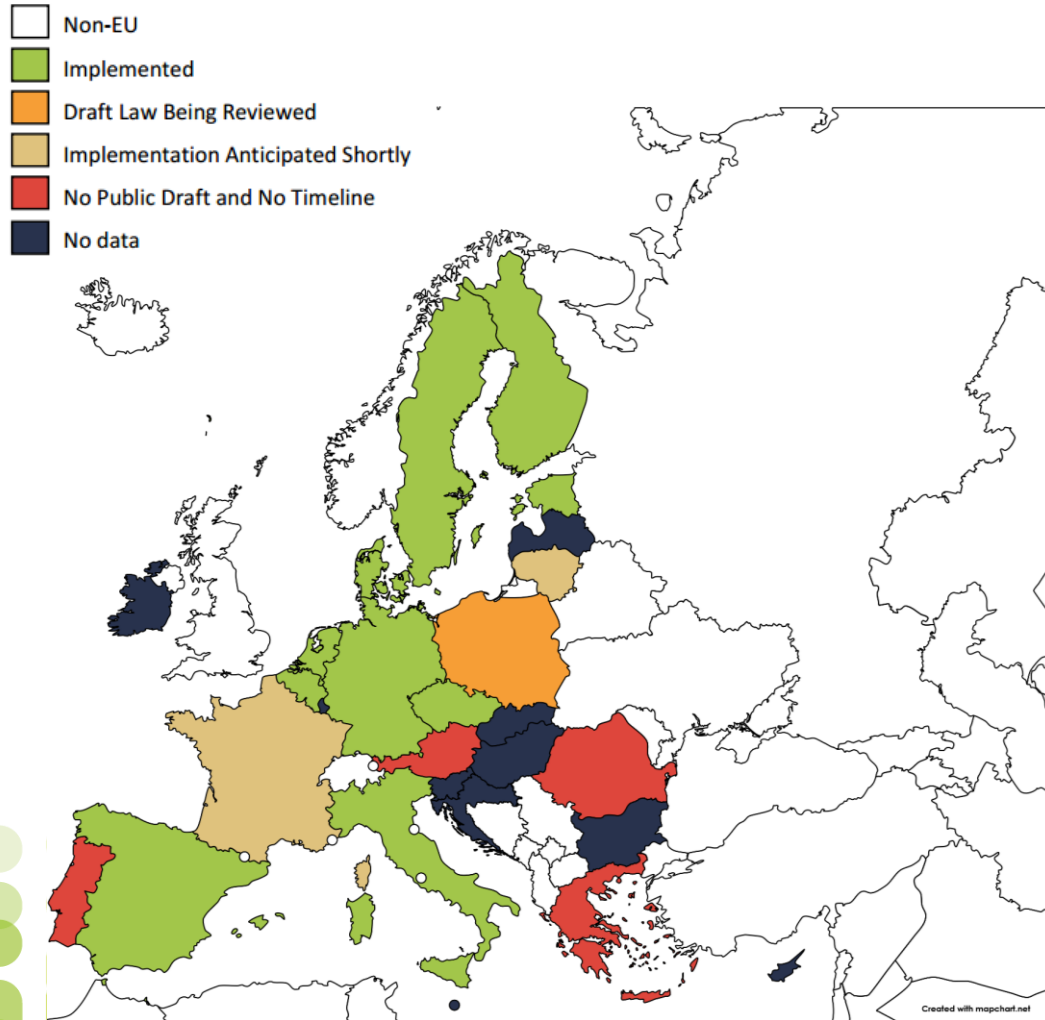 Non-EU
Implemented
Draft Law Being Reviewed
Implementation Anticipated Shortly
No Public Draft and No Timeline
No data
Created with mapchart.net